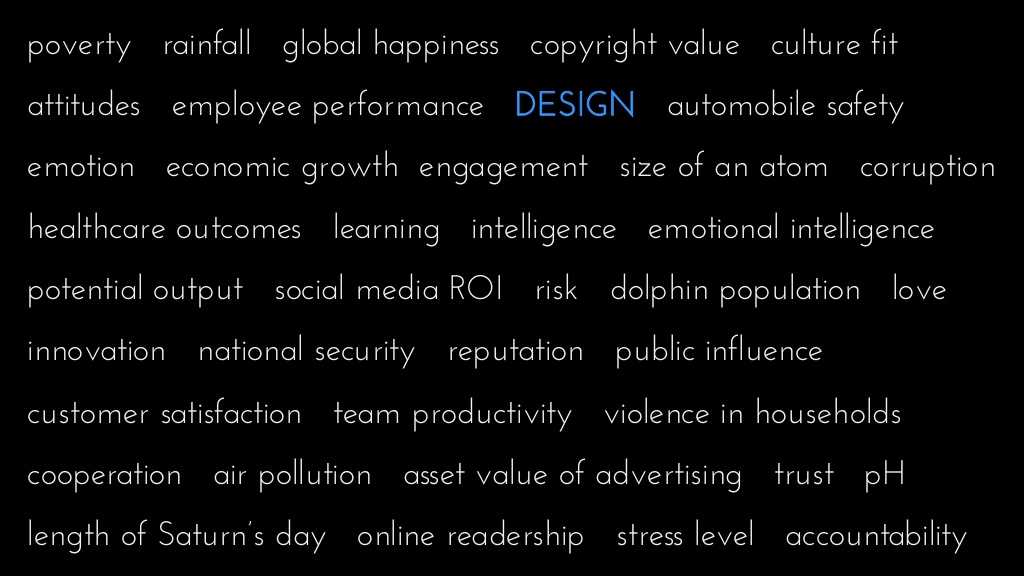 poverty rainfall global happiness copyright value culture fit
attitudes employee performance DESIGN automobile safety
emotion economic growth engagement size of an atom corruption
healthcare outcomes learning intelligence emotional intelligence
potential output social media ROI risk dolphin population love
innovation national security reputation public influence
customer satisfaction team productivity violence in households
cooperation air pollution asset value of advertising trust pH
length of Saturn's day online readership stress level accountability